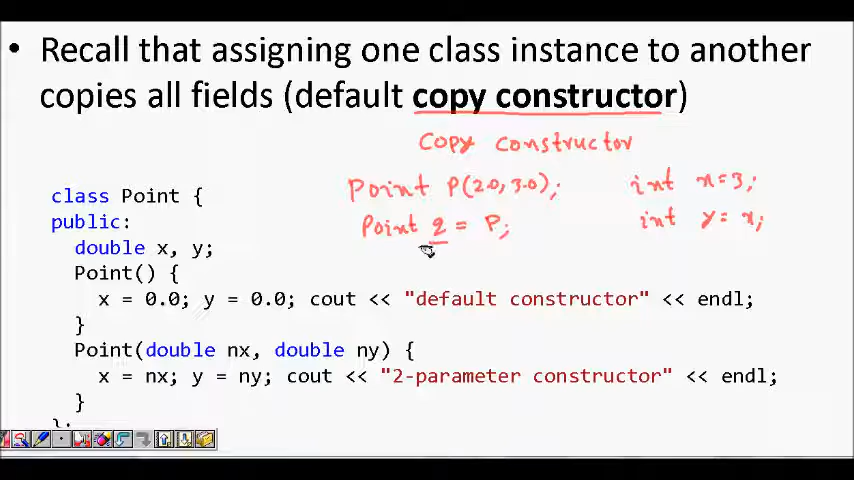 • Recall that assigning one class instance to another
copies all fields (default copy constructor)
Copy Constructor
Point P(2.0, 3.0); int x=3;
Point q = P; int y = x;
class Point {
public:
double x, y;
Point() {
x = 0.0; y = 0.0; cout << "default constructor" << endl;
}
Point(double nx, double ny) {
x = nx; y = ny; cout << "2-parameter constructor" << endl;
}
};